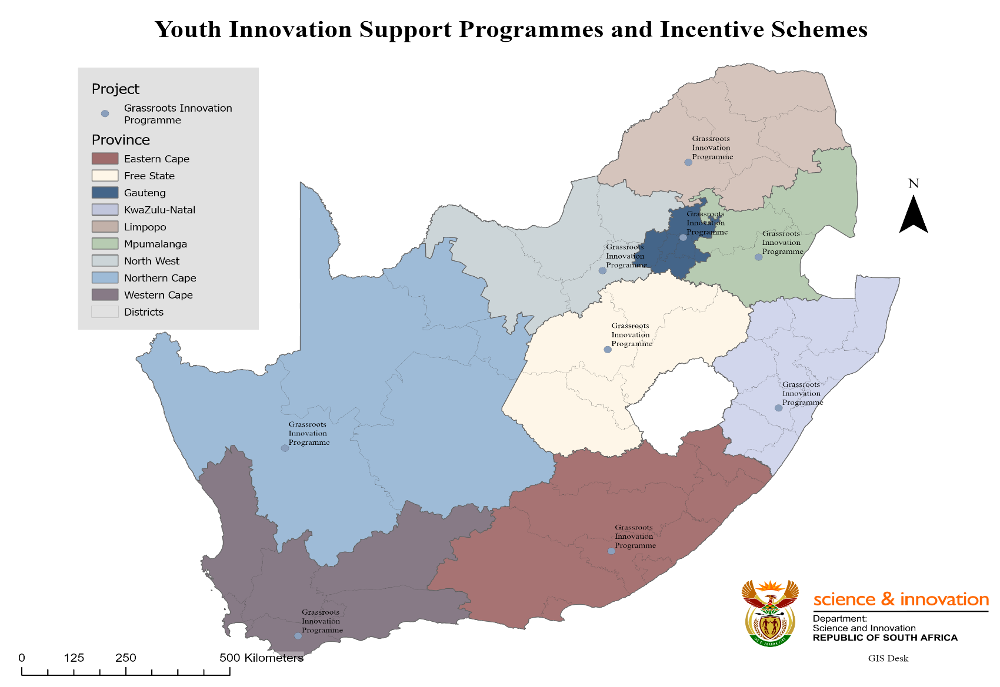 Youth Innovation Support Programmes and Incentive Schemes
Project
Grassroots Innovation
Programme
Province
Eastern Cape
Free State
Gauteng
KwaZulu-Natal
Limpopo
Mpumalanga
North West
Northern Cape
Western Cape
Districts
Grassroots
Innovation
Programme
N
Grassroots
Innovation
Programme
Grassroots
Innovation
Programme
Grassroots
Innovation
Programme
Grassroots
Innovation
Programme
Grassroots
Innovation
Programme
Grassroots
Innovation
Programme
Grassroots
Innovation
Programme
Grassroots
Innovation
Programme
science & innovation
Department:
Science and Innovation
REPUBLIC OF SOUTH AFRICA
GIS Desk
0 125 250 500 Kilometers